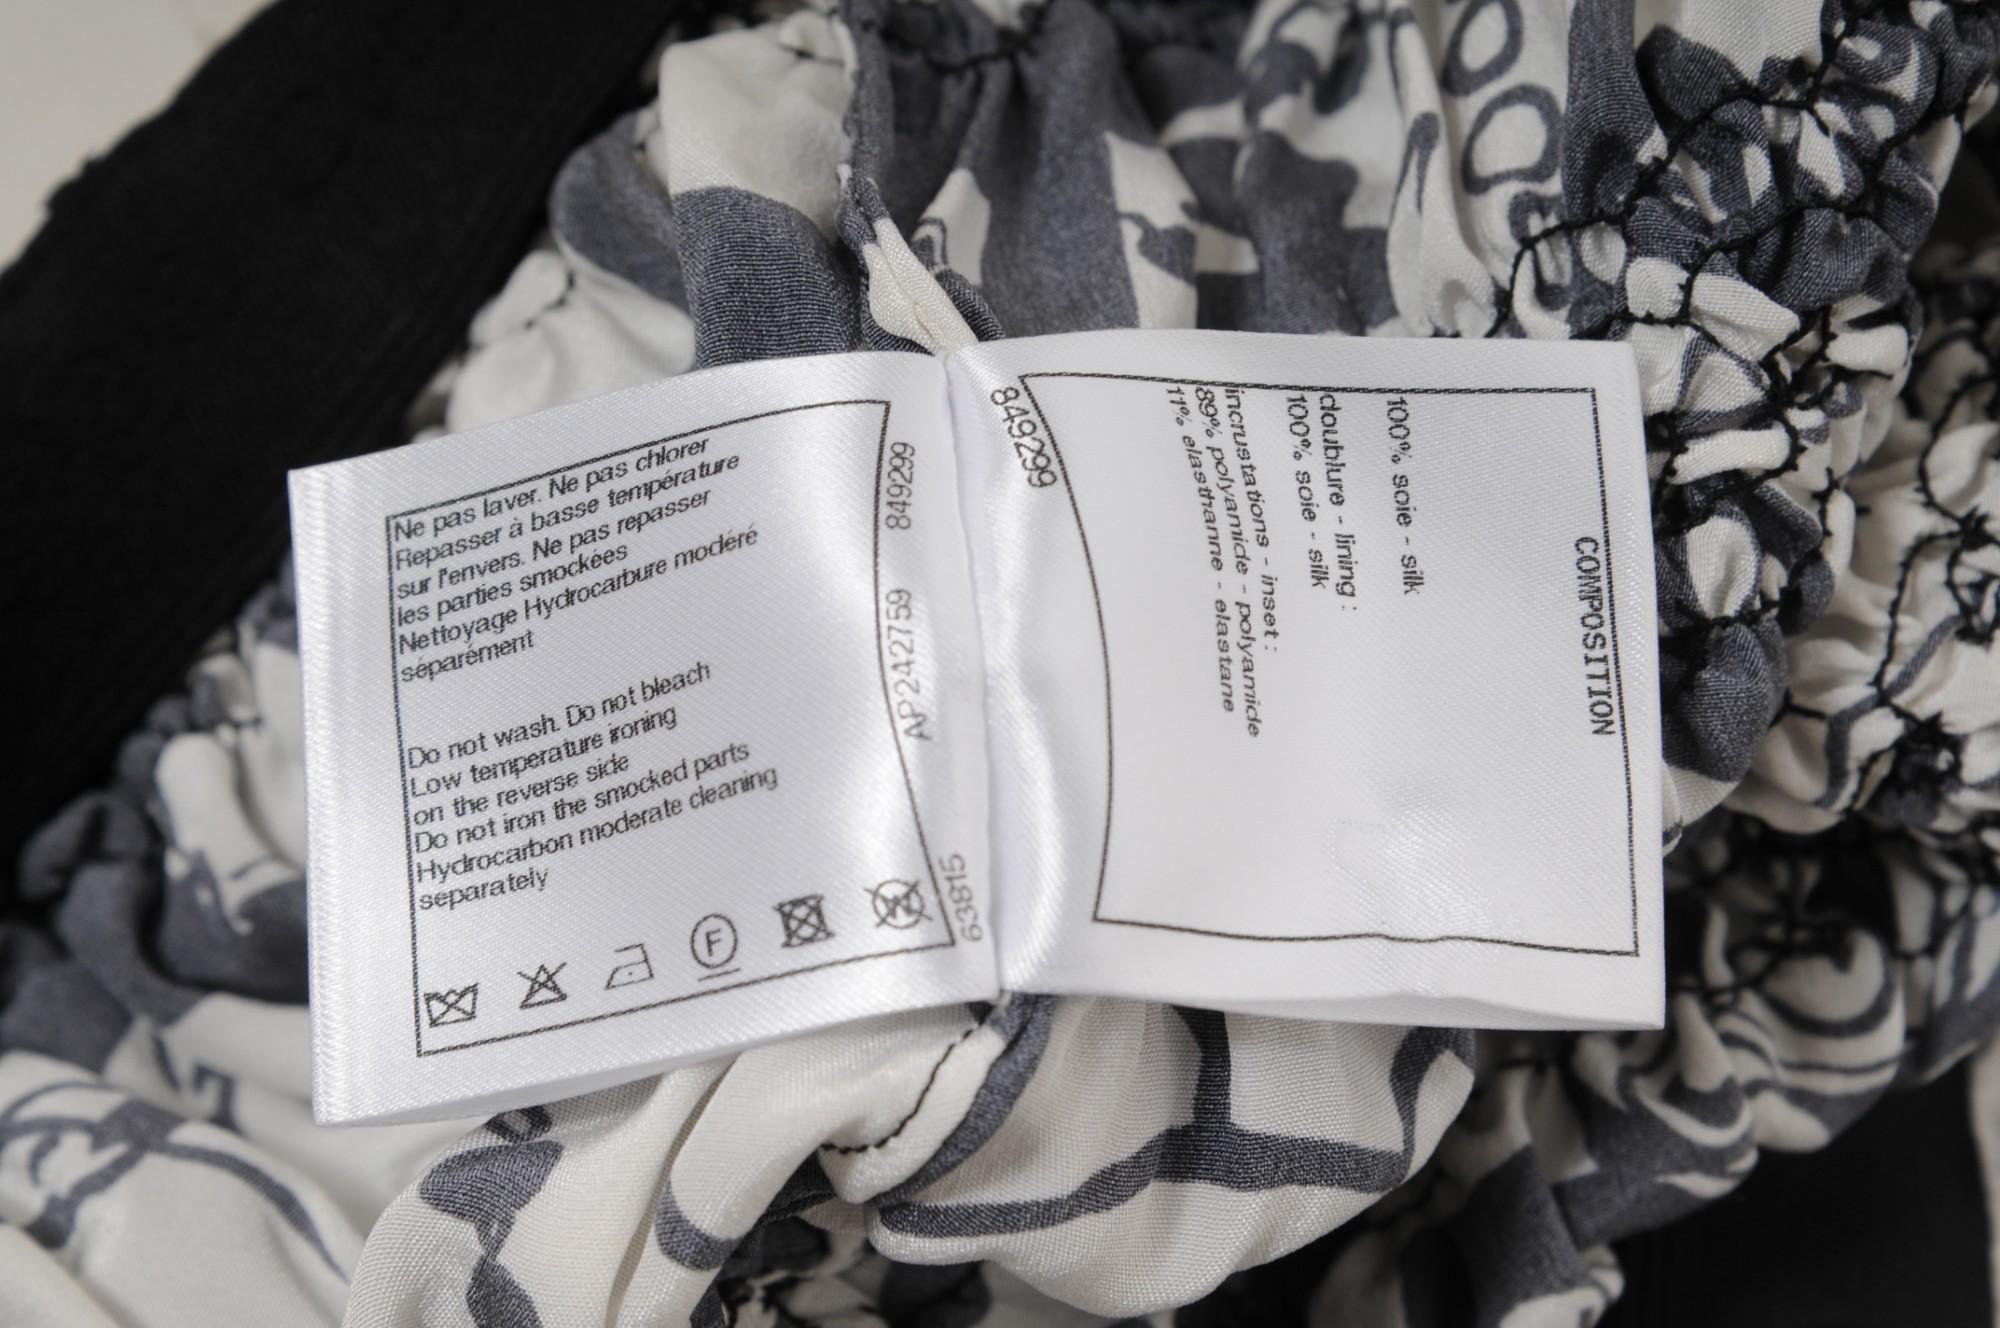 Ne pas laver. Ne pas chlorer
Repasser à basse température
sur l'envers. Ne pas repasser
les parties smockées
Nettoyage Hydrocarbure modéré
séparément
Do not wash. Do not bleach
Low temperature ironing
on the reverse side
Do not iron the smocked parts
Hydrocarbon moderate cleaning
separately
F
W
849299
AP242759
63815
849299
COMPOSITION
100% soie - silk
doublure - lining :
100% soie - silk
incrustations - inset :
89% polyamide - polyamide
11% elasthanne - elastane